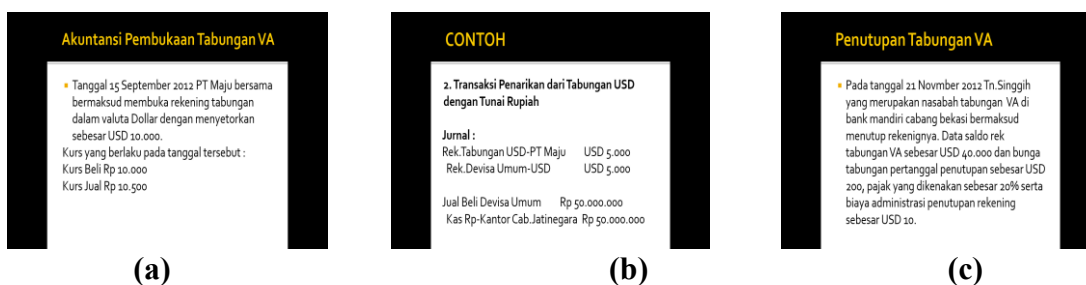 Akuntansi Pembukaan Tabungan VA
Tanggal 15 September 2012 PT Maju bersama
bermaksud membuka rekening tabungan
dalam valuta Dollar dengan menyetorkan
sebesar USD 10.000.
Kurs yang berlaku pada tanggal tersebut :
Kurs Beli Rp 10.000
Kurs Jual Rp 10.500
(a)
CONTOH
2. Transaksi Penarikan dari Tabungan USD
dengan Tunai Rupiah
Jurnal :
Rek.Tabungan USD-PT Maju USD 5.000
Rek.Devisa Umum-USD USD 5.000
Jual Beli Devisa Umum Rp 50.000.000
Kas Rp-Kantor Cab.Jatinegara Rp 50.000.000
(b)
Penutupan Tabungan VA
Pada tanggal 21 Novmber 2012 Tn.Singgih
yang merupakan nasabah tabungan VA di
bank mandiri cabang bekasi bermaksud
menutup rekenignya. Data saldo rek
tabungan VA sebesar USD 40.000 dan bunga
tabungan pertanggal penutupan sebesar USD
200, pajak yang dikenakan sebesar 20% serta
biaya administrasi penutupan rekening
sebesar USD 10.
(c)